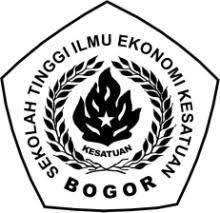 SEKOLAH TINGGI ILMU EKONOMI KESATUAN
KESATUAN
BOGOR